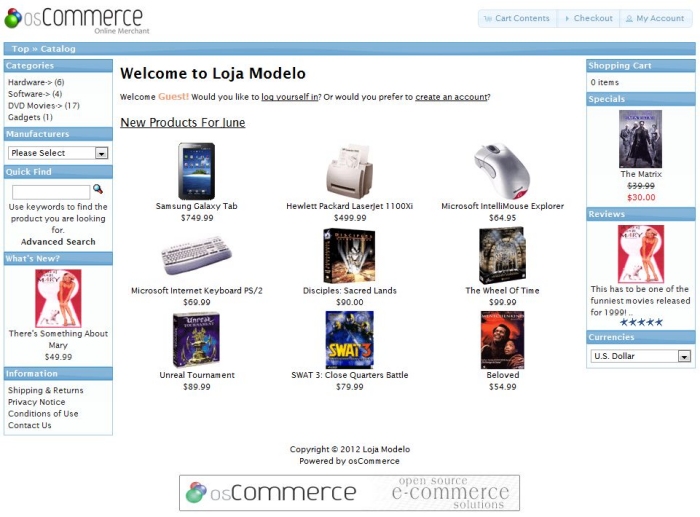 osCommerce
Online Merchant
Cart Contents
Checkout
My Account
Top » Catalog
Categories
Hardware-> (6)
Software-> (4)
DVD Movies-> (17)
Gadgets (1)
Manufacturers
Please Select
Quick Find
Use keywords to find the
product you are looking
for.
Advanced Search
What's New?
There's Something About
Mary
$49.99
Information
Shipping & Returns
Privacy Notice
Conditions of Use
Contact Us
Welcome to Loja Modelo
Welcome Guest! Would you like to log yourself in? Or would you prefer to create an account?
New Products For June
Samsung Galaxy Tab
$749.99
Hewlett Packard LaserJet 1100Xi
$499.99
Microsoft IntelliMouse Explorer
$64.95
Microsoft Internet Keyboard PS/2
$69.99
Disciples: Sacred Lands
$90.00
The Wheel Of Time
$99.99
Unreal Tournament
$89.99
SWAT 3: Close Quarters Battle
$79.99
Beloved
$54.99
Shopping Cart
0 items
Specials
The Matrix
$39.99
$30.00
Reviews
This has to be one of the
funniest movies released
for 1999! ..
Currencies
U.S. Dollar
Copyright © 2012 Loja Modelo
Powered by osCommerce
osCommerce
open source
e-commerce
solutions